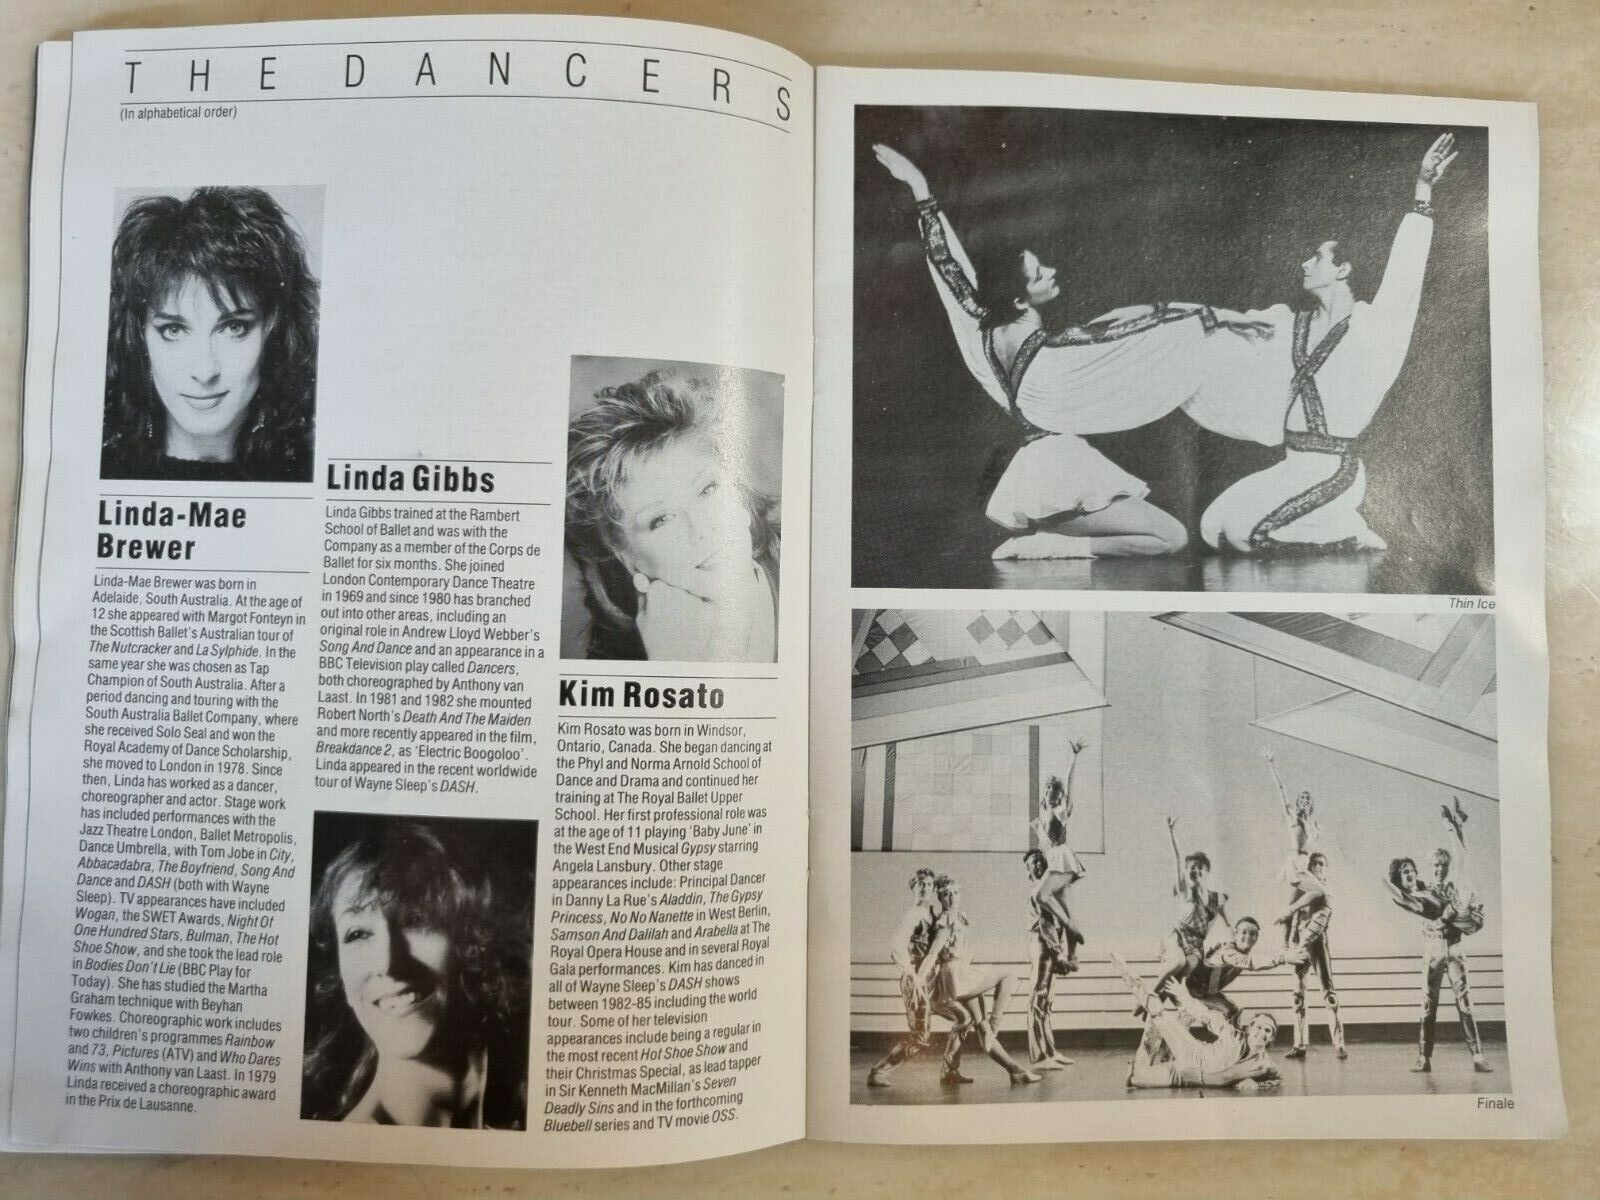 THE DANCERS
(In alphabetical order)
Linda-Mae
Brewer
Linda-Mae Brewer was born in
Adelaide, South Australia. At the age of
12 she appeared with Margot Fonteyn in
the Scottish Ballet's Australian tour of
The Nutcracker and La Sylphide. In the
same year she was chosen as Tap
Champion of South Australia. After a
period dancing and touring with the
South Australia Ballet Company, where
she received Solo Seal and won the
Royal Academy of Dance Scholarship,
she moved to London in 1978. Since
then, Linda has worked as a dancer,
choreographer and actor. Stage work
has included performances with the
Jazz Theatre London, Ballet Metropolis,
Dance Umbrella, with Tom Jobe in City,
Abbacadabra, The Boyfriend, Song And
Dance and DASH (both with Wayne
Sleep). TV appearances have included
Wogan, the SWET Awards, Night Of
One Hundred Stars, Bulman, The Hot
Shoe Show, and she took the lead role
in Bodies Don't Lie (BBC Play for
Today). She has studied the Martha
Graham technique with Beyhan
Fowkes. Choreographic work includes
two children's programmes Rainbow
and 73, Pictures (ATV) and Who Dares
Wins with Anthony van Laast. In 1979
Linda received a choreographic award
in the Prix de Lausanne.
Linda Gibbs
Linda Gibbs trained at the Rambert
School of Ballet and was with the
Company as a member of the Corps de
Ballet for six months. She joined
London Contemporary Dance Theatre
in 1969 and since 1980 has branched
out into other areas, including an
original role in Andrew Lloyd Webber's
Song And Dance and an appearance in a
BBC Television play called Dancers,
both choreographed by Anthony van
Laast. In 1981 and 1982 she mounted
Robert North's Death And The Maiden
and more recently appeared in the film,
Breakdance 2, as 'Electric Boogoloo'.
Linda appeared in the recent worldwide
tour of Wayne Sleep's DASH.
Kim Rosato
Kim Rosato was born in Windsor,
Ontario, Canada. She began dancing at
the Phyl and Norma Arnold School of
Dance and Drama and continued her
training at The Royal Ballet Upper
School. Her first professional role was
at the age of 11 playing 'Baby June' in
the West End Musical Gypsy starring
Angela Lansbury. Other stage
appearances include: Principal Dancer
in Danny La Rue's Aladdin, The Gypsy
Princess, No No Nanette in West Berlin,
Samson And Dalilah and Arabella at The
Royal Opera House and in several Royal
Gala performances. Kim has danced in
all of Wayne Sleep's DASH shows
between 1982-85 including the world
tour. Some of her television
appearances include being a regular in
the most recent Hot Shoe Show and
their Christmas Special, as lead tapper
in Sir Kenneth MacMillan's Seven
Deadly Sins and in the forthcoming
Bluebell series and TV movie OSS.
Thin Ice
Finale